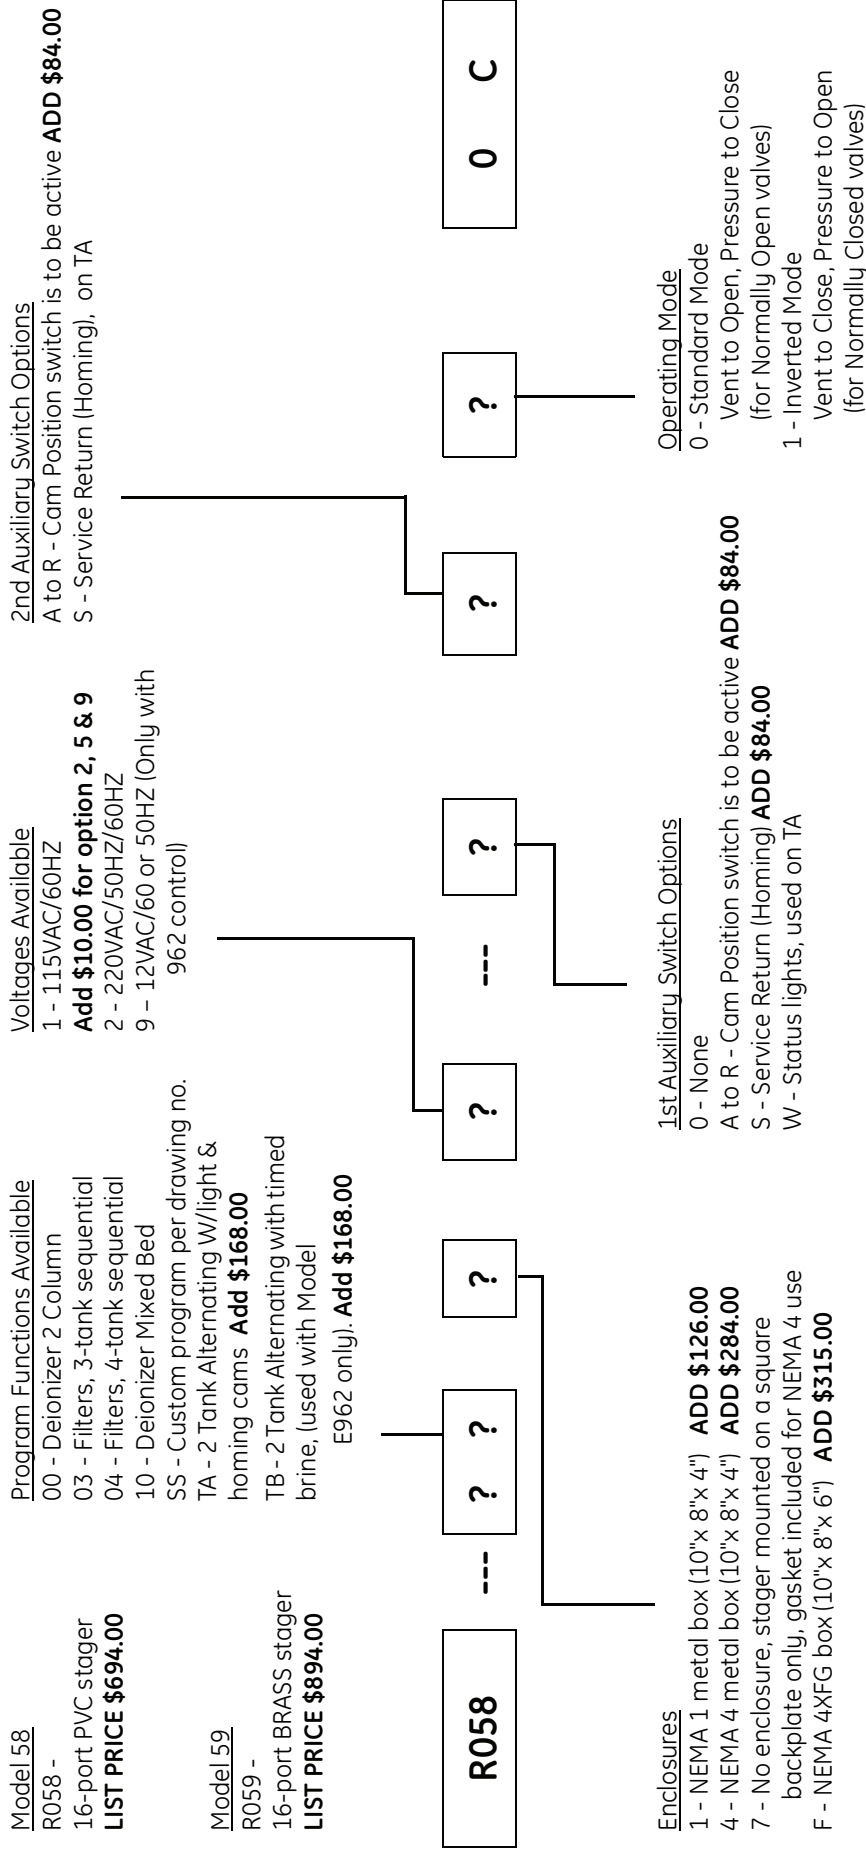 Model 58
R058 -
16-port PVC stager
LIST PRICE $694.00
Model 59
R059 -
16-port BRASS stager
LIST PRICE $894.00
Program Functions Available
00 - Deionizer 2 Column
03 - Filters, 3-tank sequential
04 - Filters, 4-tank sequential
10 - Deionizer Mixed Bed
SS - Custom program per drawing no.
TA - 2 Tank Alternating W/light &
homing cams Add $168.00
TB - 2 Tank Alternating with timed
brine, (used with Model
E962 only). Add $168.00
Voltages Available
1 - 115VAC/60HZ
Add $10.00 for option 2, 5 & 9
2 - 220VAC/50HZ/60HZ
9 – 12VAC/60 or 50HZ (Only with
962 control)
2nd Auxiliary Switch Options
A to R - Cam Position switch is to be active ADD $84.00
S - Service Return (Homing), on TA
R058 --- ? ? ? ? --- ? ? ? 0 C
Enclosures
1 - NEMA 1 metal box (10"x 8"x 4") ADD $126.00
4 - NEMA 4 metal box (10"x 8"x 4") ADD $284.00
7 - No enclosure, stager mounted on a square
backplate only, gasket included for NEMA 4 use
F - NEMA 4XFG box (10"x 8"x 6") ADD $315.00
1st Auxiliary Switch Options
0 - None
A to R - Cam Position switch is to be active ADD $84.00
S - Service Return (Homing) ADD $84.00
W - Status lights, used on TA
Operating Mode
0 - Standard Mode
Vent to Open, Pressure to Close
(for Normally Open valves)
1 - Inverted Mode
Vent to Close, Pressure to Open
(for Normally Closed valves)